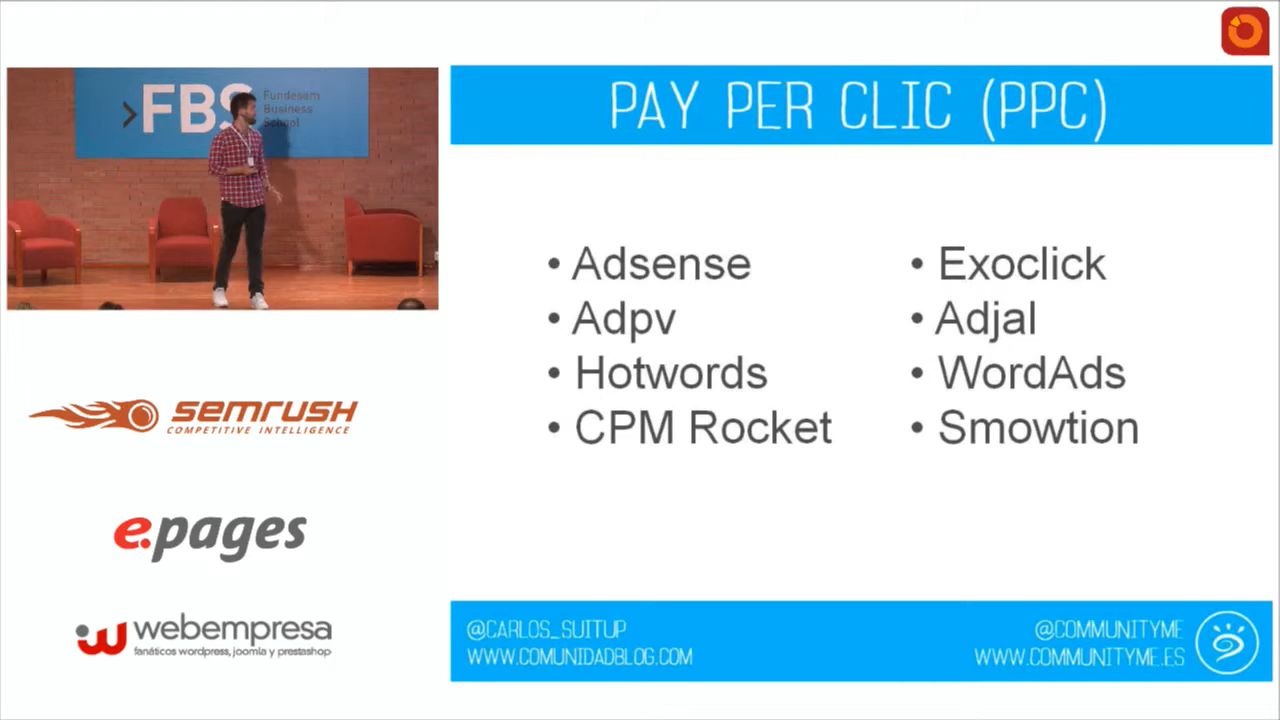 FBS
Fundesem
Business
School
SEMRUSH
COMPETITIVE INTELLIGENCE
e.pages
webempresa
fanáticos wordpress, joomla y prestashop
PAY PER CLIC (PPC)
• Adsense
• Adpv
• Hotwords
• CPM Rocket
• Exoclick
• Adjal
• WordAds
• Smowtion
@CARLOS_SUITUP
WWW.COMUNIDADBLOG.COM
@COMMUNITYME
WWW.COMMUNITYME.ES